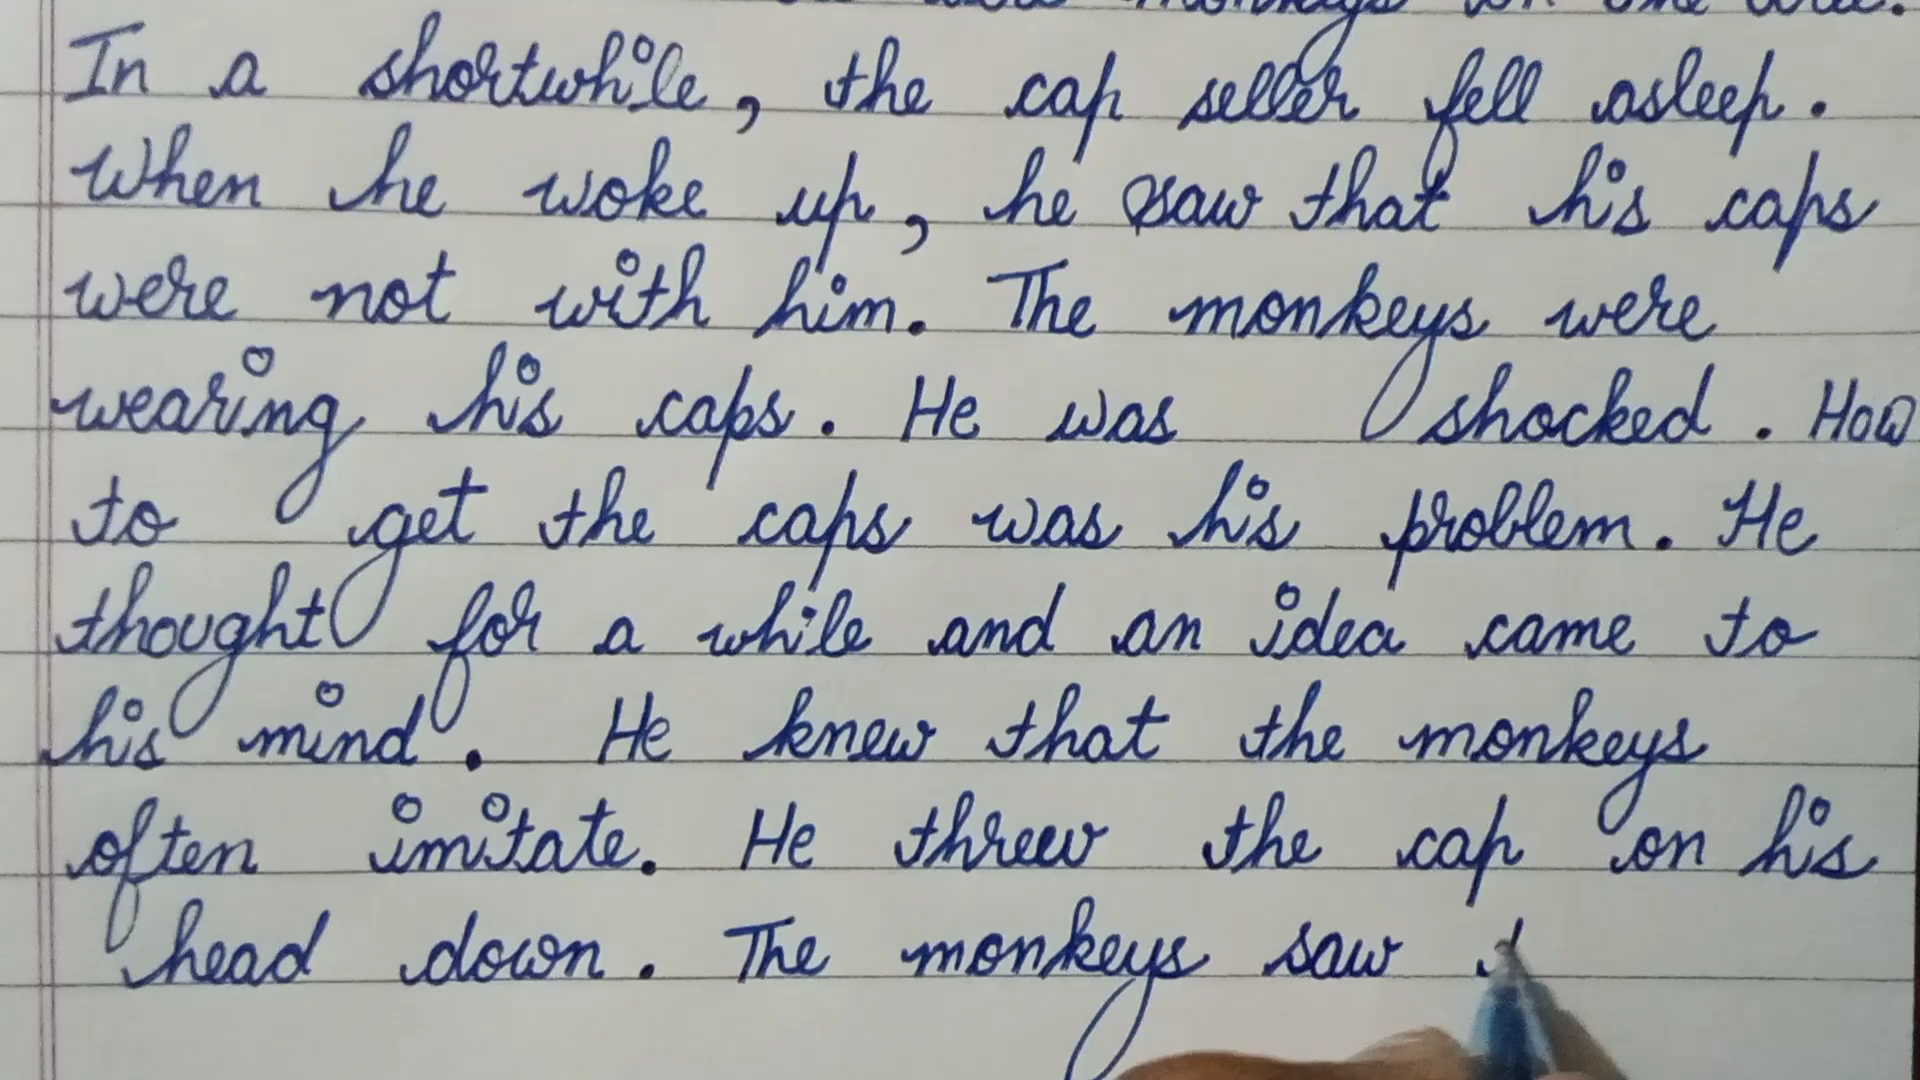 monkeys on
In a shortwhile, the cap seller fell asleep.
When he woke up, he saw that his caps
were not with him. The monkeys were
wearing his caps. He was shocked. How
to get the caps was his problem. He
thought for a while and an idea came to
his mind. He knew that the monkeys
often imitate. He threw the cap on his
head down. The monkeys saw